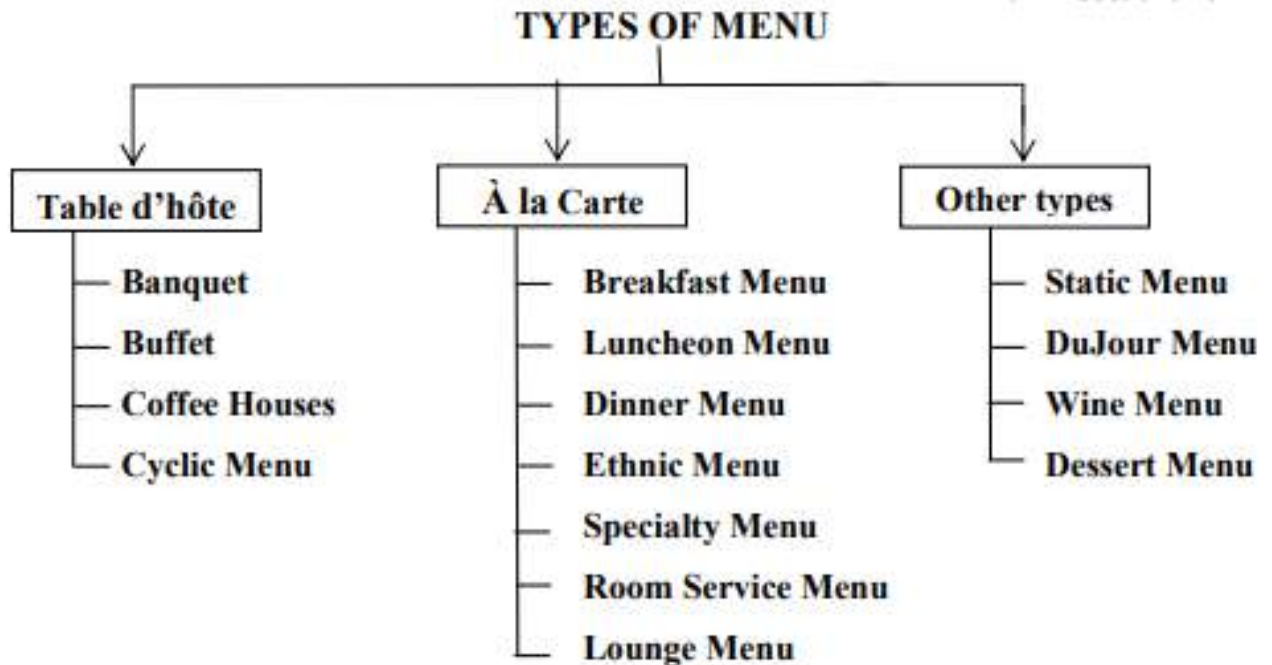 TYPES OF MENU
Table d'hôte
Banquet
Buffet
Coffee Houses
Cyclic Menu
À la Carte
Breakfast Menu
Luncheon Menu
Dinner Menu
Ethnic Menu
Specialty Menu
Room Service Menu
Lounge Menu
Other types
Static Menu
DuJour Menu
Wine Menu
Dessert Menu